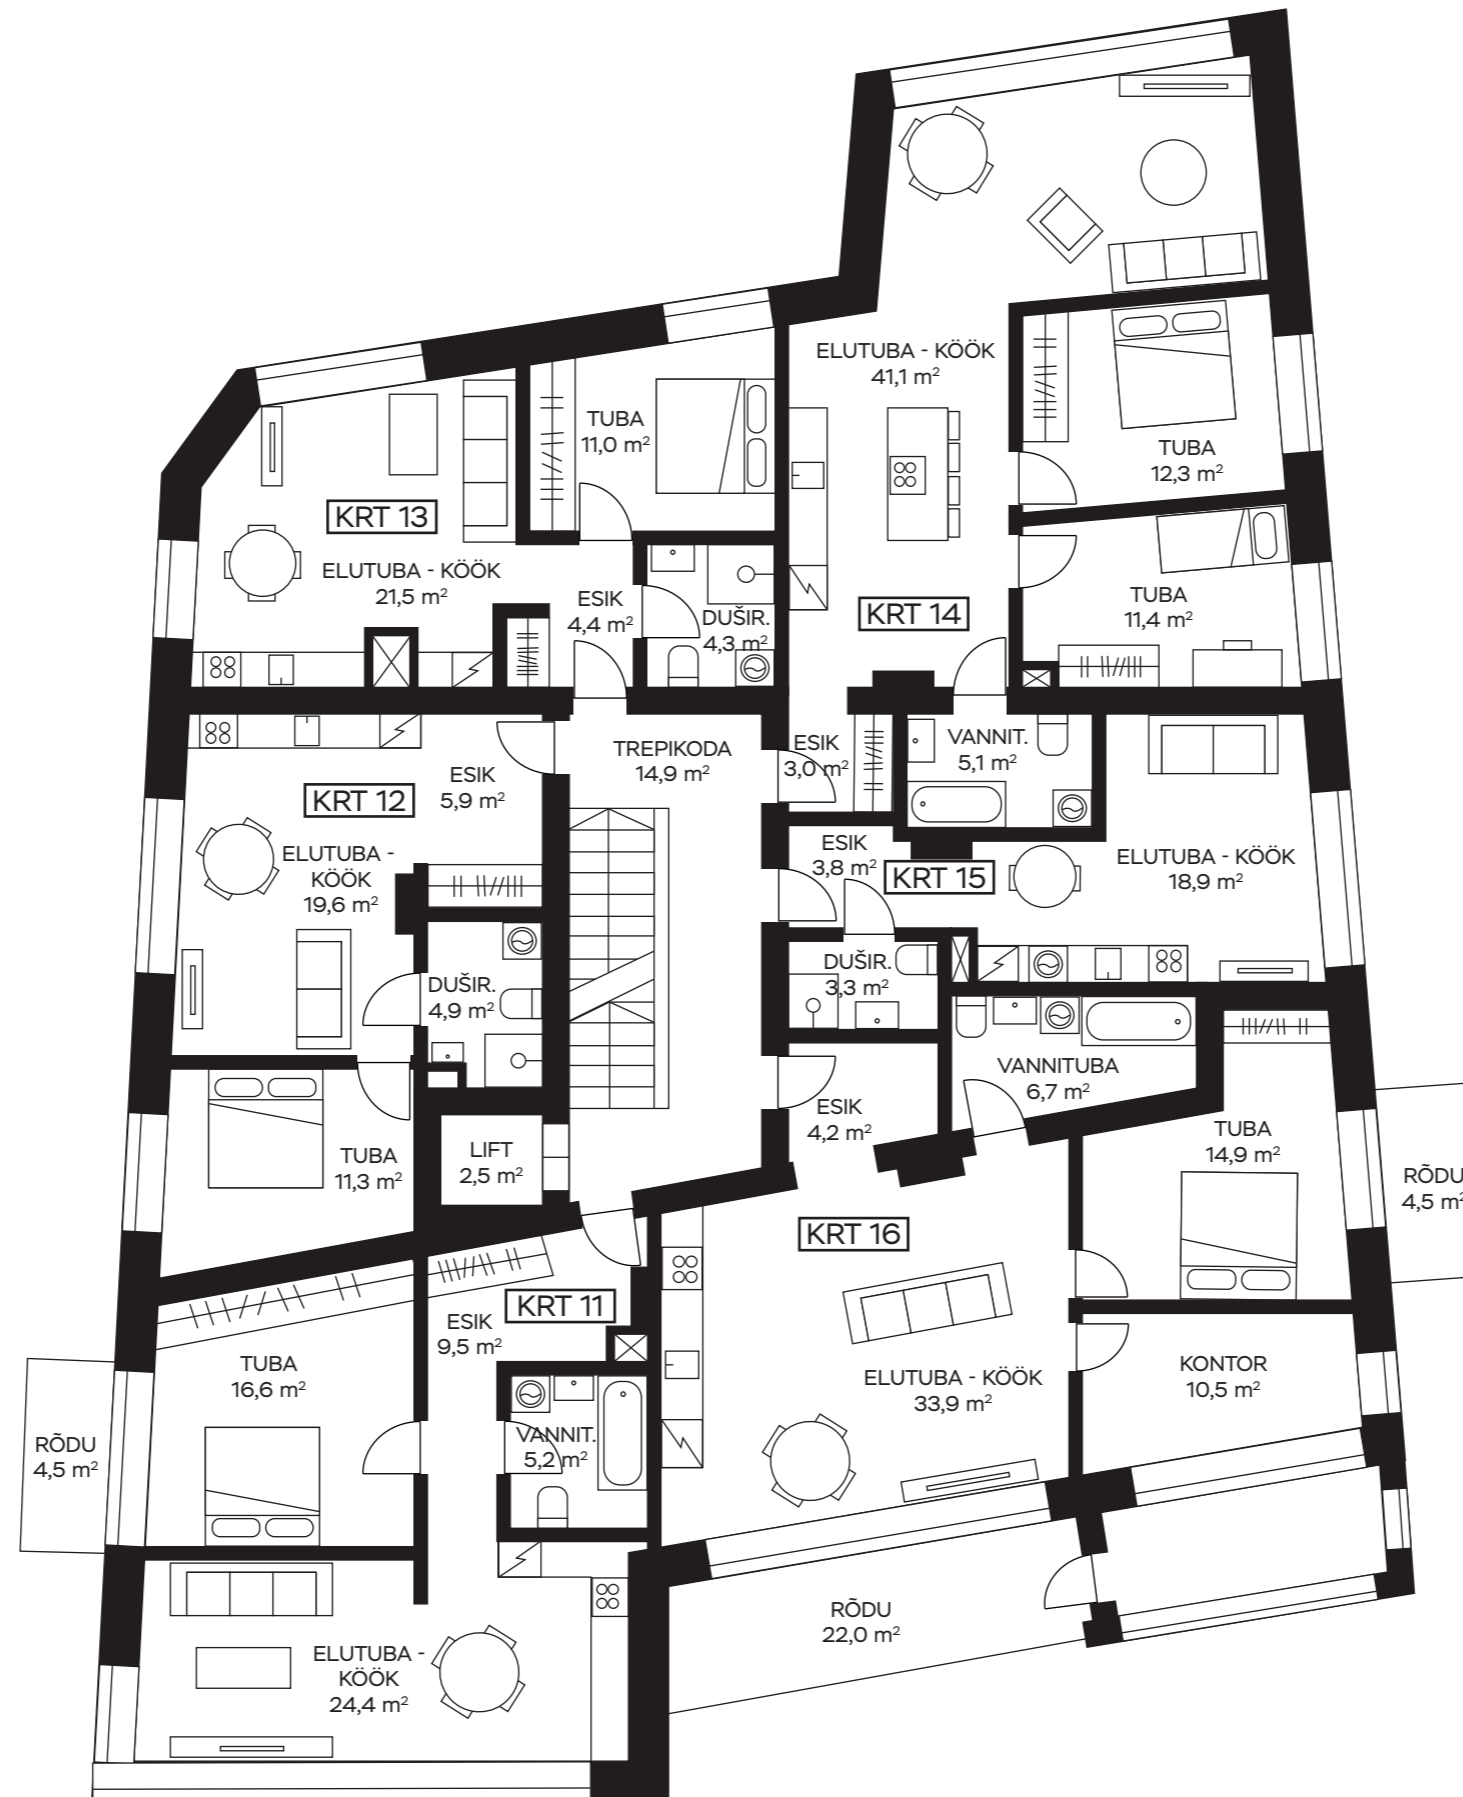 ELUTUBA - KÖÖK
41,1 m²
TUBA
12,3 m²
TUBA
11,0 m²
KRT 13
ELUTUBA - KÖÖK
21,5 m²
ESIK
4,4 m²
DUŠIR.
4,3 m²
KRT 14
TUBA
11,4 m²
TREPIKODA
14,9 m²
ESIK
3,0 m²
VANNIT.
5,1 m²
ESIK
5,9 m²
KRT 12
ELUTUBA -
KÖÖK
19,6 m²
ESIK
3,8 m²
KRT 15
ELUTUBA - KÖÖK
18,9 m²
DUŠIR.
4,9 m²
DUŠIR.
3,3 m²
VANNITUBA
6,7 m²
ESIK
4,2 m²
TUBA
14,9 m²
RÕDU
4,5 m²
TUBA
11,3 m²
LIFT
2,5 m²
KRT 16
KRT 11
ESIK
9,5 m²
TUBA
16,6 m²
ELUTUBA - KÖÖK
33,9 m²
KONTOR
10,5 m²
RÕDU
4,5 m²
VANNIT.
5,2 m²
RÕDU
22,0 m²
ELUTUBA -
KÖÖK
24,4 m²